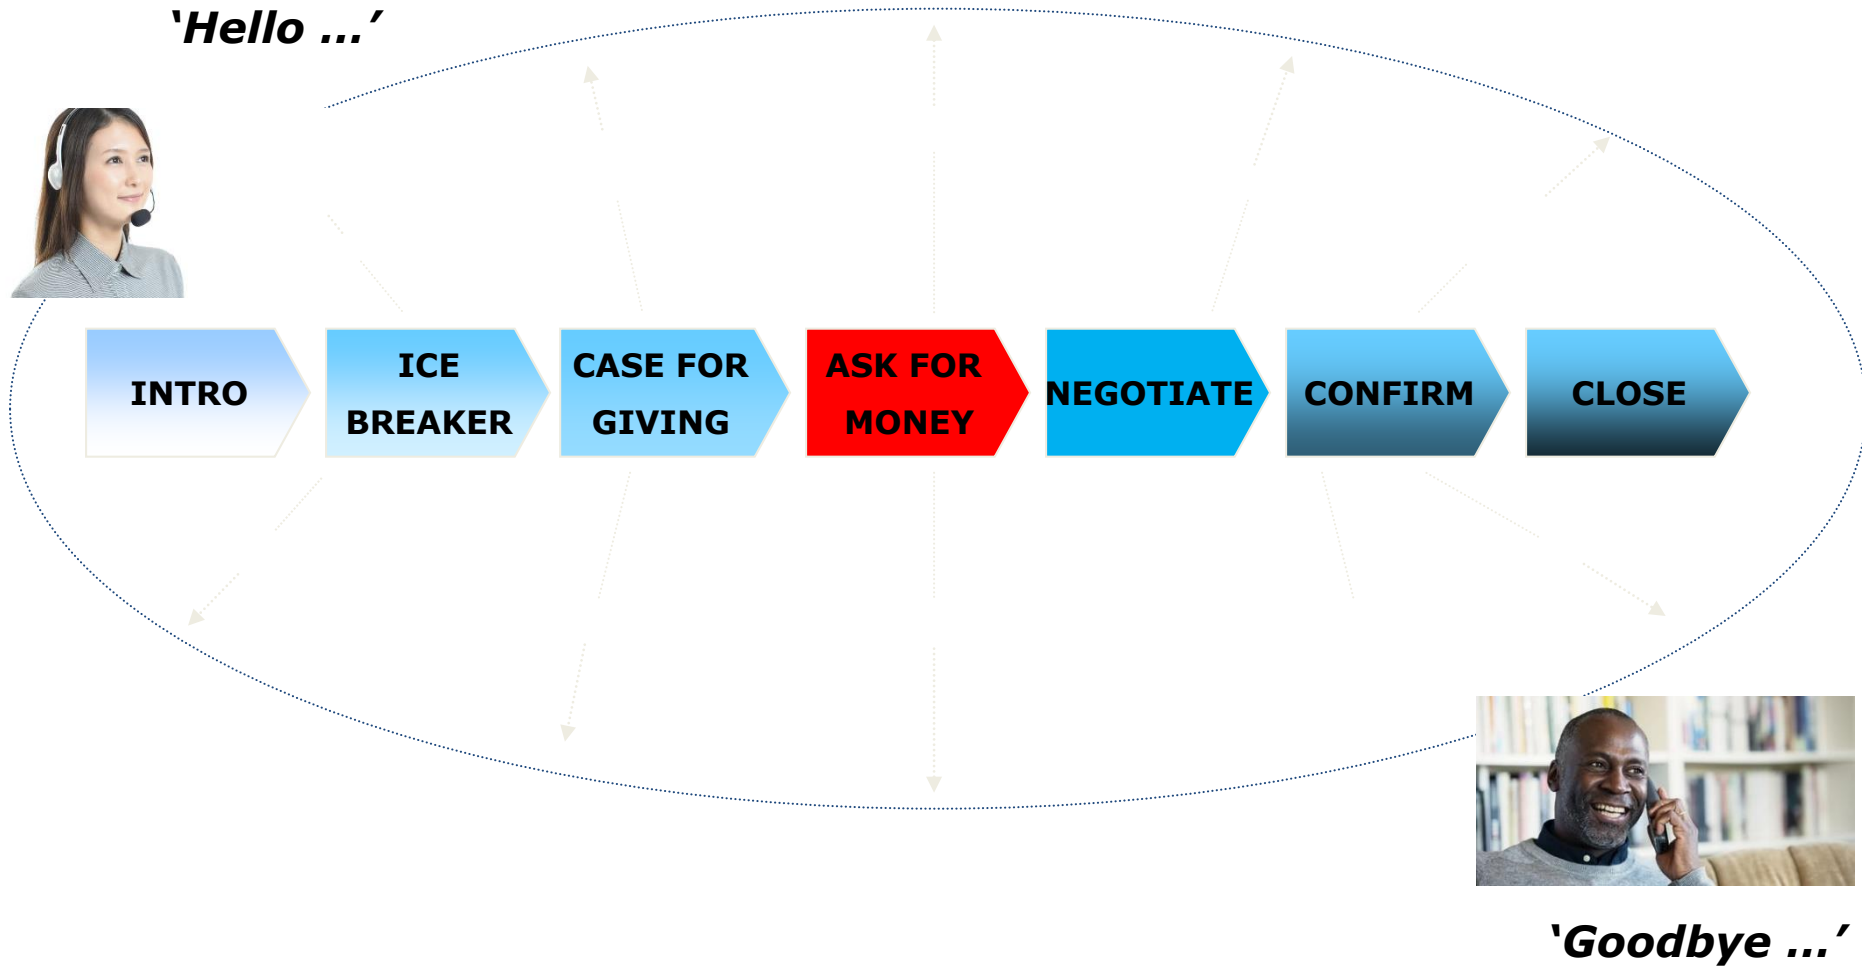 ‘Hello …’
INTRO
ICE
BREAKER
CASE FOR
GIVING
ASK FOR
MONEY
NEGOTIATE
CONFIRM
CLOSE
‘Goodbye …’